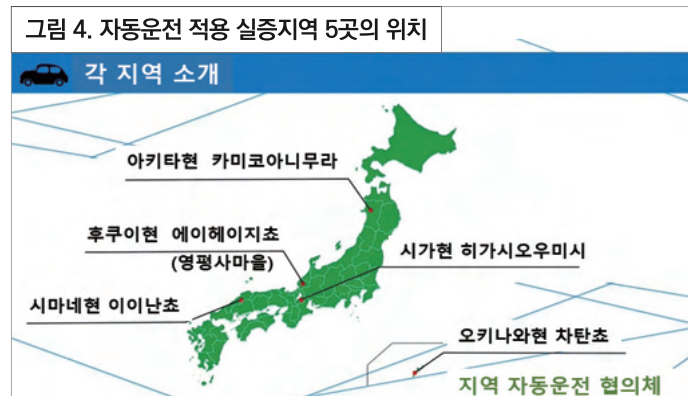 그림 4. 자동운전 적용 실증지역 5곳의 위치
각 지역 소개
아키타현 카미코아니무라
후쿠이현 에이헤이지쵸
(영평사마을)
시가현 히가시오우미시
시마네현 이이난쵸
오키나와현 차탄쵸
지역 자동운전 협의체